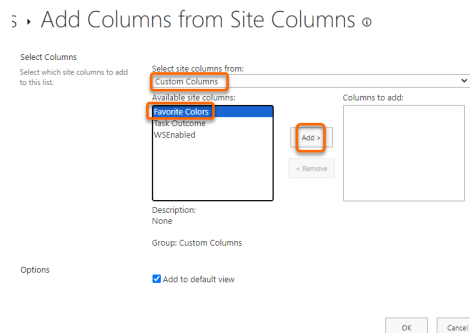 s › Add Columns from Site Columns
Select Columns
Select which site columns to add
to this list.
Select site columns from:
Custom Columns
Available site columns:
Favorite Colors
Task Outcome
WSEnabled
Add >
< Remove
Columns to add:
Description:
None
Group: Custom Columns
Options
Add to default view
OK
Cancel